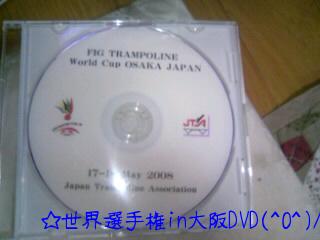 FIG TRAMPOLINE
World Cup OSAKA JAPAN
May 2008
Japan Association
☆世界選手権in大阪DVD(^O^)/